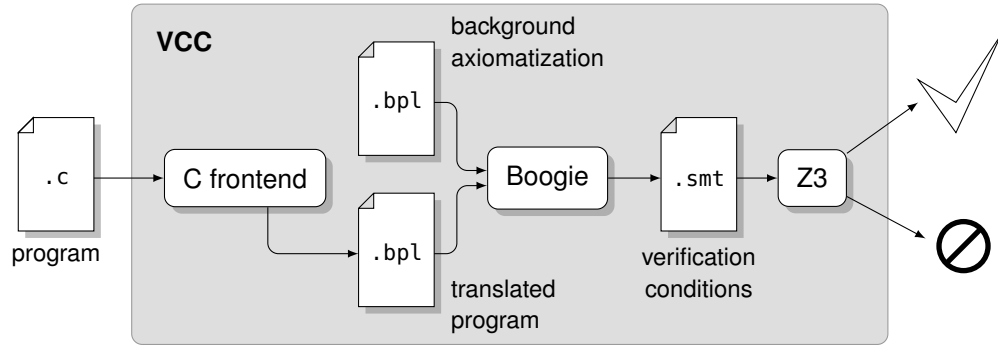 VCC
background
axiomatization
.bpl
.c
program
C frontend
.bpl
translated
program
Boogie
.smt
verification
conditions
Z3